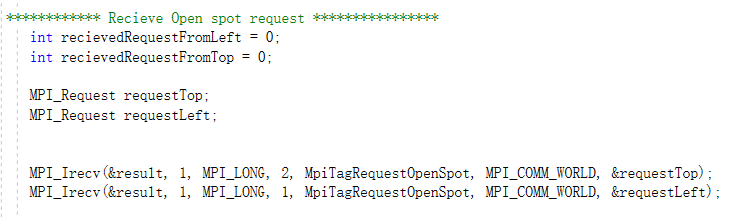 ************ Recieve Open spot request ****************
int recievedRequestFromLeft = 0;
int recievedRequestFromTop = 0;
MPI_Request requestTop;
MPI_Request requestLeft;
MPI_Irecv(&result, 1, MPI_LONG, 2, MpiTagRequestOpenSpot, MPI_COMM_WORLD, &requestTop);
MPI_Irecv(&result, 1, MPI_LONG, 1, MpiTagRequestOpenSpot, MPI_COMM_WORLD, &requestLeft);